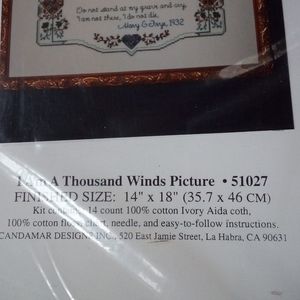 Do not stand at my grave and cry.
I am not there, I do not die.
Mary E Frye, 1932
I Am A Thousand Winds Picture • 51027
FINISHED SIZE: 14" x 18" (35.7 x 46 CM)
Kit contains: 14 count 100% cotton Ivory Aida coth,
100% cotton floss, chart, needle, and easy-to-follow instructions.
CANDAMAR DESIGNS INC., 520 East Jamie Street, La Habra, CA 90631